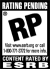 RATING PENDING
RP
Visit www.esrb.org or call
1-800-771-3772 for more info.
CONTENT RATED BY
ESRB